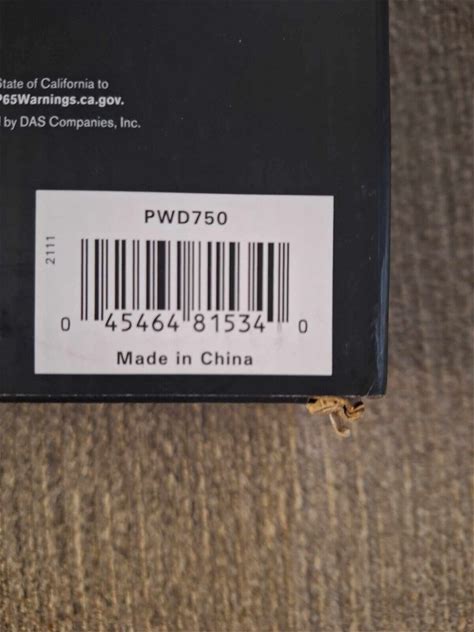 State of California to
P65Warnings.ca.gov.
by DAS Companies, Inc.
PWD750
2111
0 45464 81534 0
Made in China